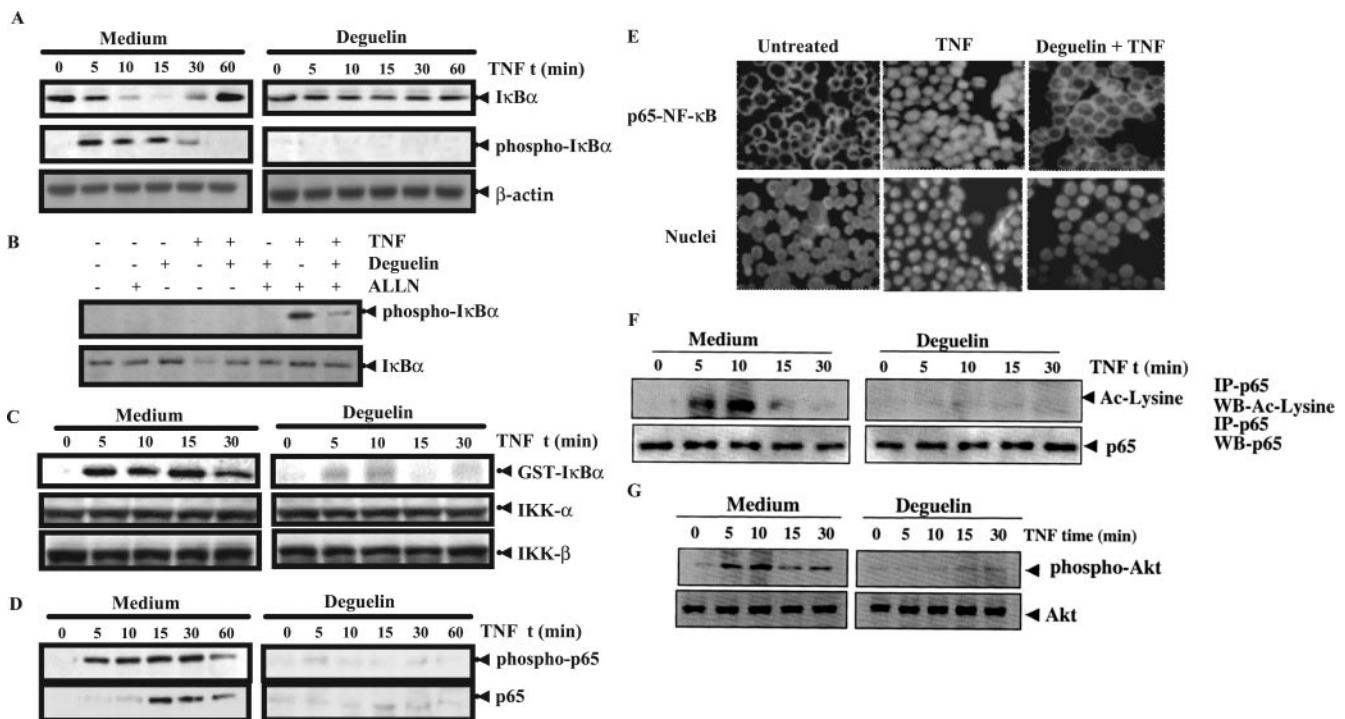 A
Medium Deguelin
0 5 10 15 30 60 0 5 10 15 30 60 TNF t (min)
IκBα
phospho-IκBα
β-actin
B
- - - + + - + + TNF
- - + - + + - + Deguelin
- + - - - + + + ALLN
phospho-IκBα
IκBα
C
Medium Deguelin
0 5 10 15 30 0 5 10 15 30 TNF t (min)
GST-IκBα
IKK-α
IKK-β
D
Medium Deguelin
0 5 10 15 30 60 0 5 10 15 30 60 TNF t (min)
phospho-p65
p65
E
Untreated TNF Deguelin + TNF
p65-NF-κB
Nuclei
F
Medium Deguelin
0 5 10 15 30 0 5 10 15 30 TNF t (min)
Ac-Lysine IP-p65
WB-Ac-Lysine
p65 IP-p65
WB-p65
G
Medium Deguelin
0 5 10 15 30 0 5 10 15 30 TNF time (min)
phospho-Akt
Akt